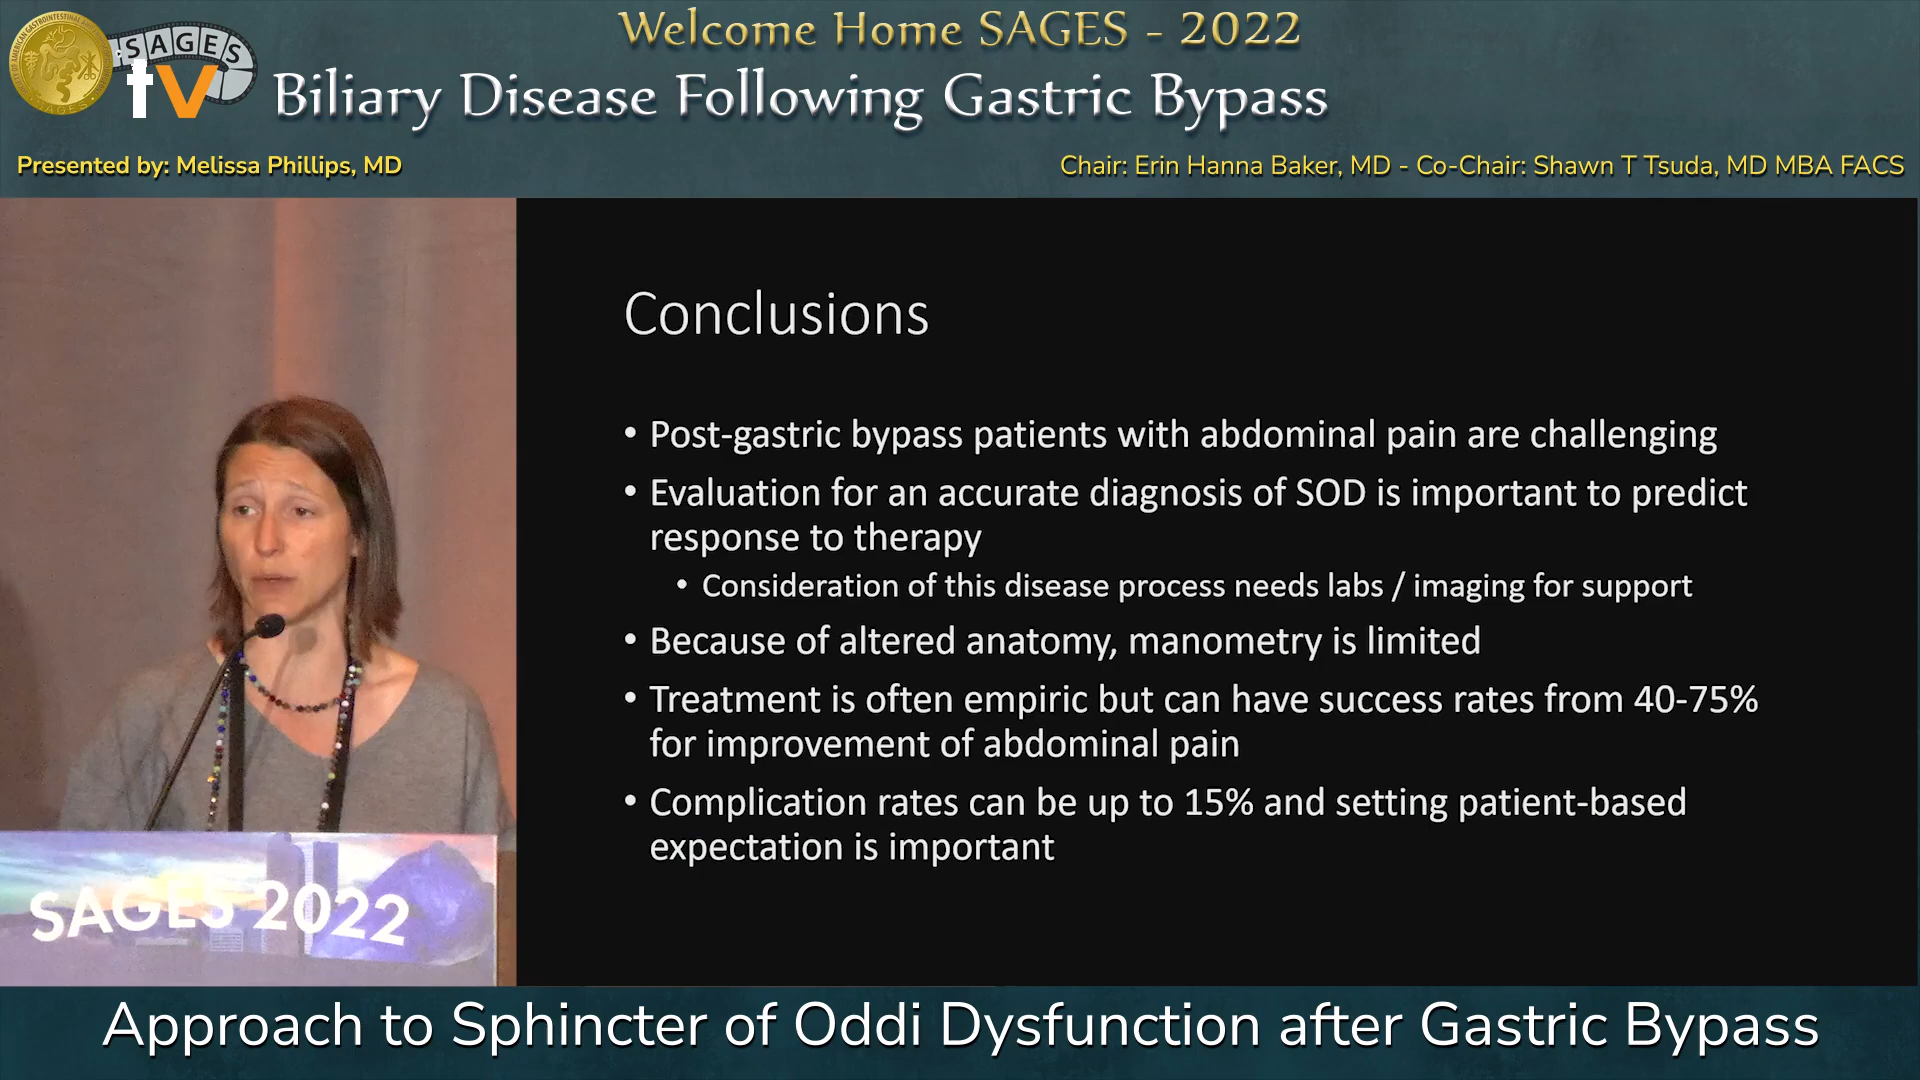 Welcome Home SAGES - 2022
SAGES
tv
Biliary Disease Following Gastric Bypass
Presented by: Melissa Phillips, MD
Chair: Erin Hanna Baker, MD - Co-Chair: Shawn T Tsuda, MD MBA FACS
Conclusions
• Post-gastric bypass patients with abdominal pain are challenging
• Evaluation for an accurate diagnosis of SOD is important to predict
response to therapy
• Consideration of this disease process needs labs / imaging for support
• Because of altered anatomy, manometry is limited
• Treatment is often empiric but can have success rates from 40-75%
for improvement of abdominal pain
• Complication rates can be up to 15% and setting patient-based
expectation is important
SAGES 2022
Approach to Sphincter of Oddi Dysfunction after Gastric Bypass